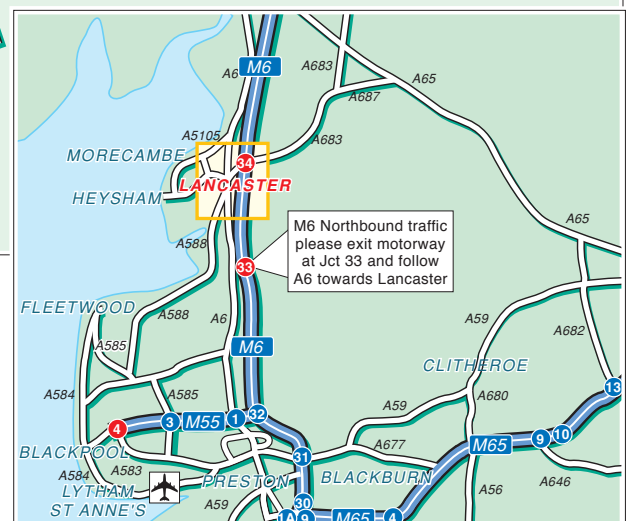 A6
M6
A683
A65
A687
A5105
A683
MORECAMBE
34
LANCASTER
HEYSHAM
A65
M6 Northbound traffic
please exit motorway
at Jct 33 and follow
A6 towards Lancaster
A588
33
FLEETWOOD
A588
A6
A59
A682
A585
M6
CLITHEROE
A584
A585
A680
13
4
3
M55
1
32
A59
BLACKPOOL
A677
M65
9
10
A583
31
A584
PRESTON
BLACKBURN
A646
LYTHAM
ST ANNE'S
A59
30
A56
1A
9
M65
4